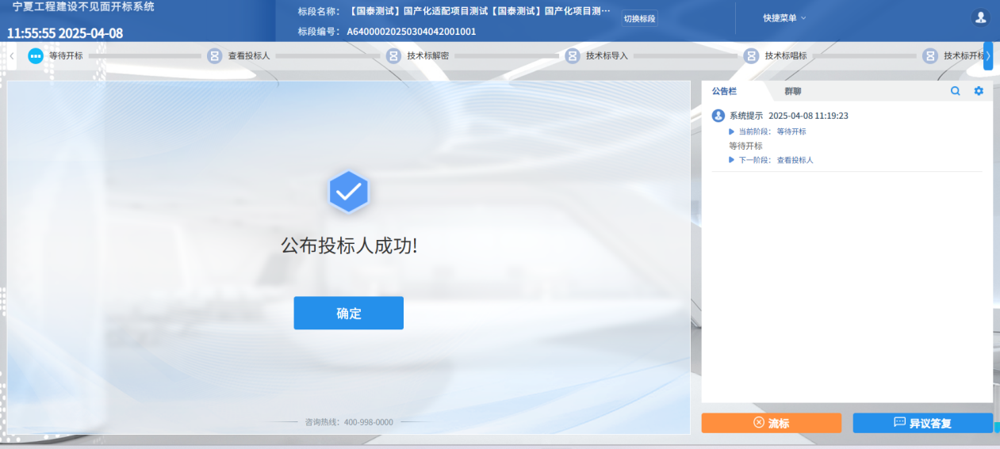 宁夏工程建设不见面开标系统
11:55:55 2025-04-08
标段名称：【国泰测试】国产化适配项目测试【国泰测试】国产化项目测…
标段编号：A64000020250304042001001
切换标段
快捷菜单
等待开标
查看投标人
技术标解密
技术标导入
技术标唱标
技术标开标
公告栏
群聊
系统提示 2025-04-08 11:19:23
当前阶段：等待开标
等待开标
下一阶段：查看投标人
公布投标人成功!
确定
咨询热线：400-998-0000
流标
异议答复